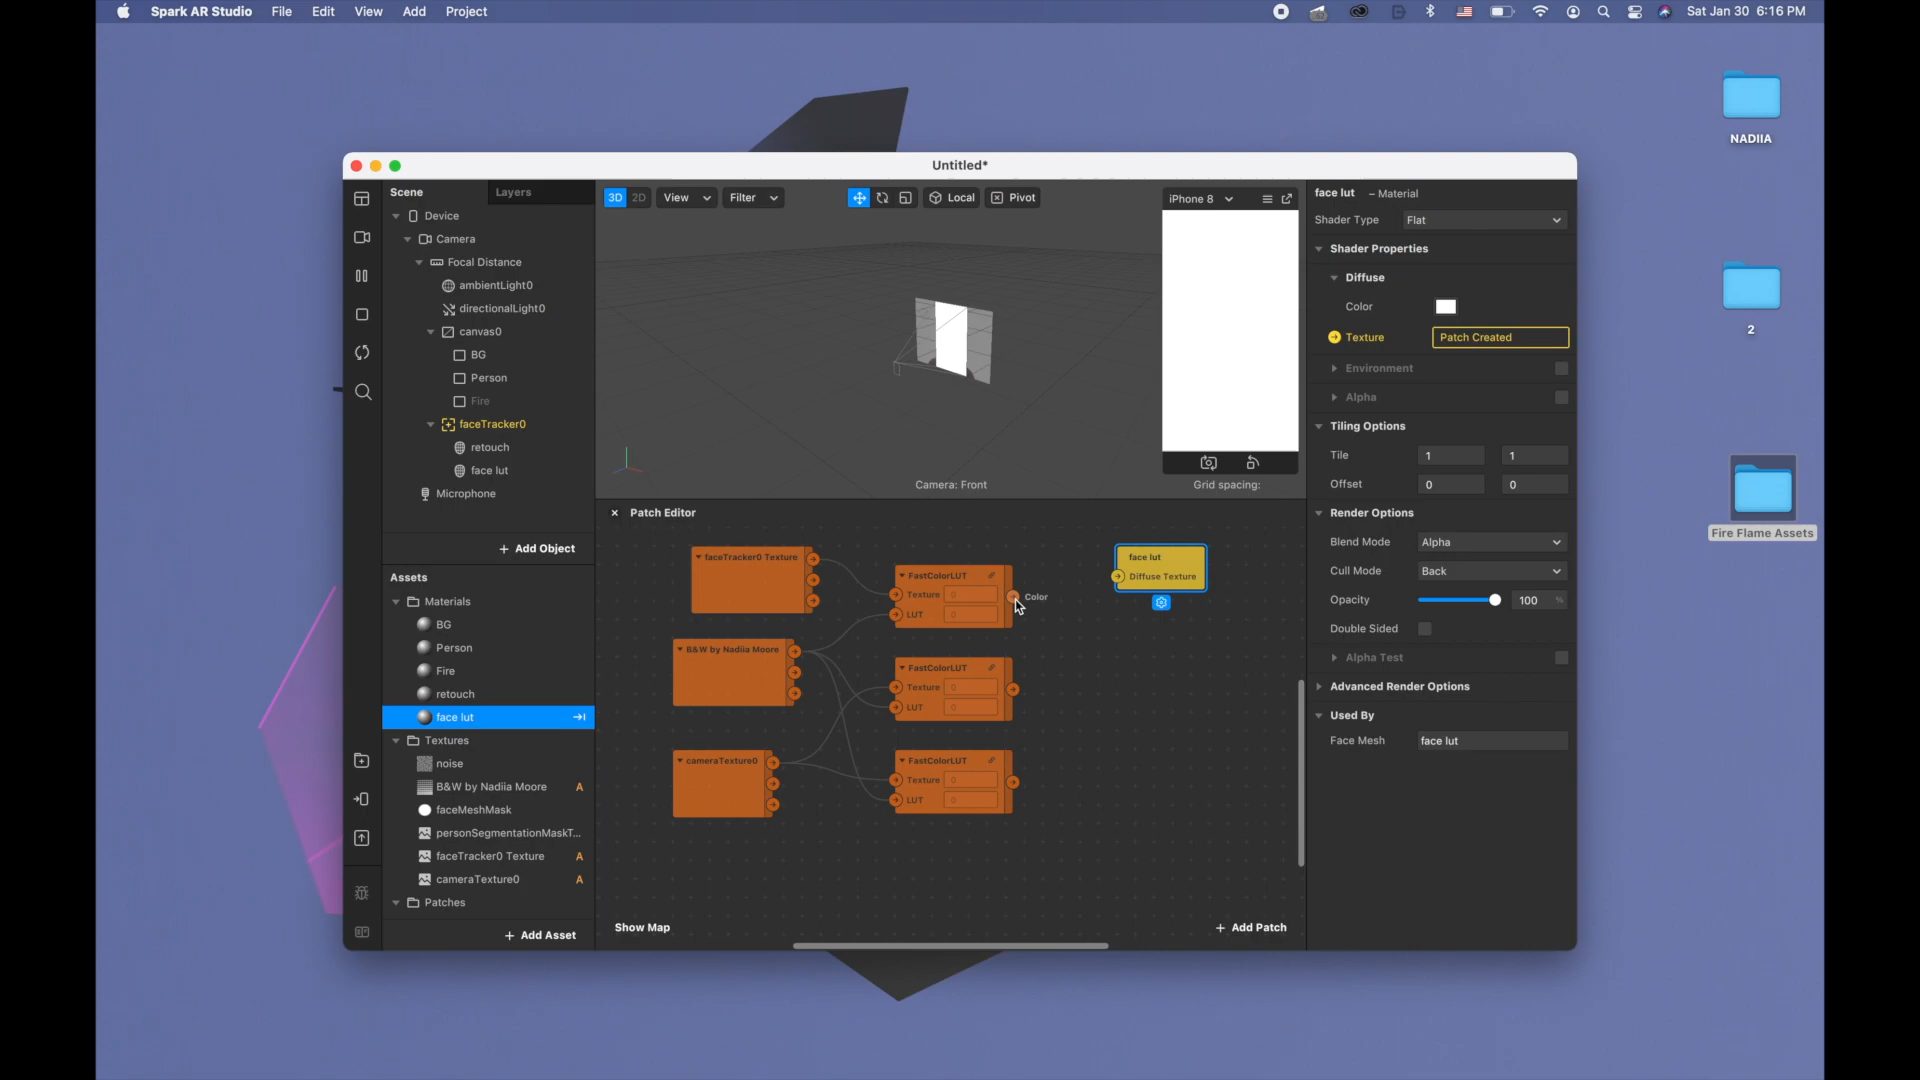 Spark AR Studio File Edit View Add Project
Sat Jan 30 6:16 PM
NADIIA
2
Fire Flame Assets
Untitled*
Scene
Layers
Device
Camera
Focal Distance
ambientLight0
directionalLight0
canvas0
BG
Person
Fire
faceTracker0
retouch
face lut
Microphone
+ Add Object
Assets
Materials
BG
Person
Fire
retouch
face lut
Textures
noise
B&W by Nadiia Moore A
faceMeshMask
personSegmentationMaskT...
faceTracker0 Texture A
cameraTexture0 A
Patches
+ Add Asset
3D 2D View Filter
Local Pivot
iPhone 8
Camera: Front
Grid spacing:
Patch Editor
faceTracker0 Texture
B&W by Nadiia Moore
cameraTexture0
FastColorLUT
Texture 0
LUT 0
Color
FastColorLUT
Texture 0
LUT 0
FastColorLUT
Texture 0
LUT 0
face lut
Diffuse Texture
Show Map
+ Add Patch
face lut – Material
Shader Type Flat
Shader Properties
Diffuse
Color
Texture Patch Created
Environment
Alpha
Tiling Options
Tile 1 1
Offset 0 0
Render Options
Blend Mode Alpha
Cull Mode Back
Opacity 100 %
Double Sided
Alpha Test
Advanced Render Options
Used By
Face Mesh face lut